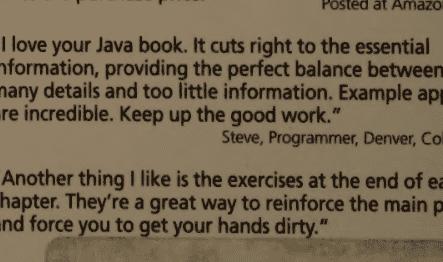 Posted at Amazo
I love your Java book. It cuts right to the essential
nformation, providing the perfect balance between
many details and too little information. Example app
re incredible. Keep up the good work."
Steve, Programmer, Denver, Co
Another thing I like is the exercises at the end of ea
hapter. They're a great way to reinforce the main p
nd force you to get your hands dirty."